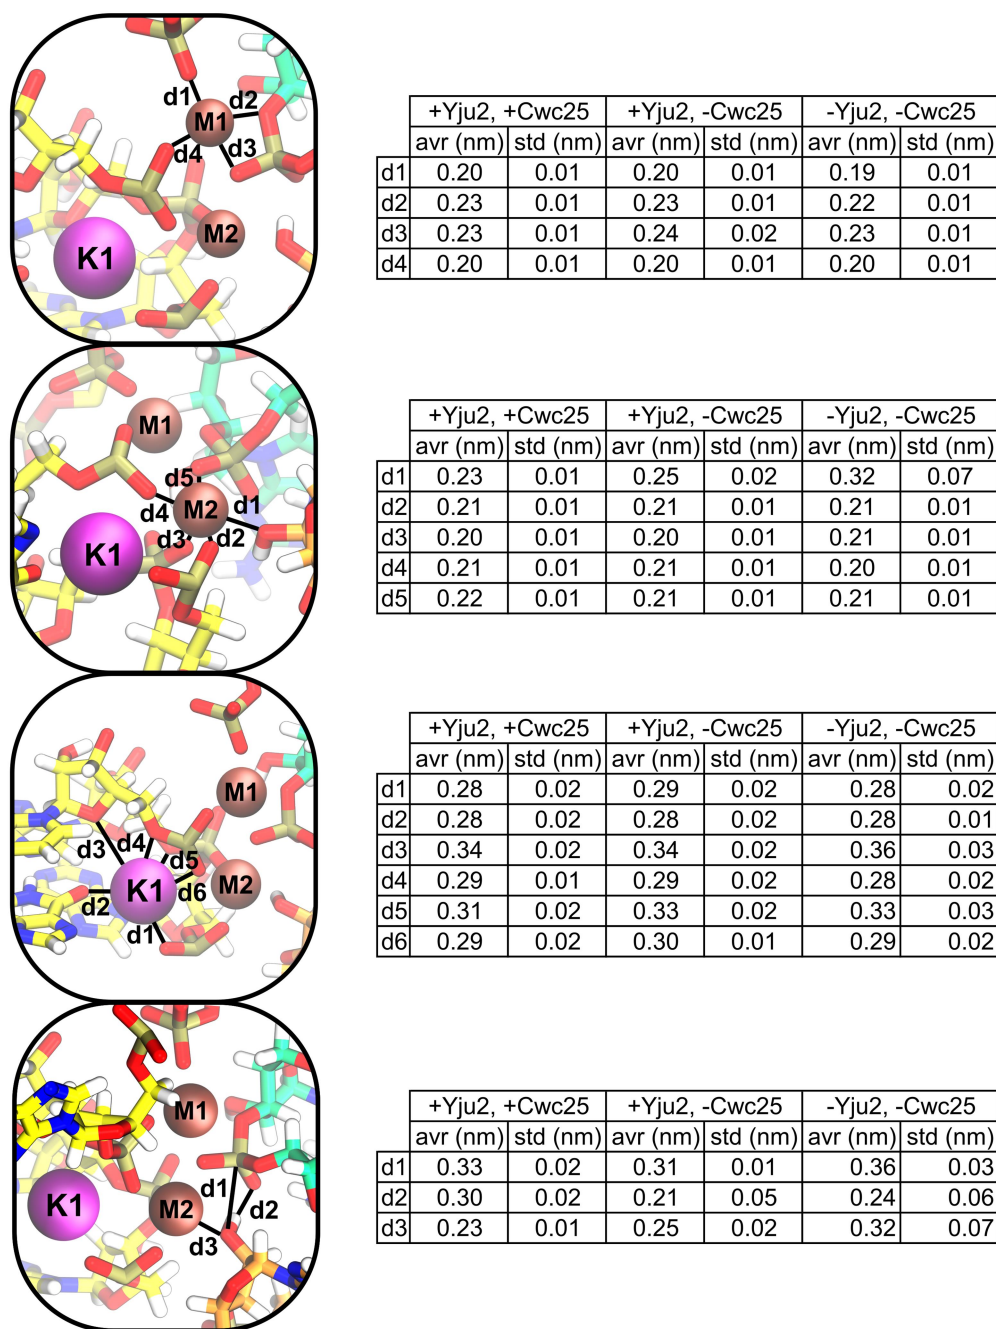 d1
d2
M1
d3
d4
M2
K1
+Yju2, +Cwc25 +Yju2, -Cwc25 -Yju2, -Cwc25
avr (nm) std (nm) avr (nm) std (nm) avr (nm) std (nm)
d1 0.20 0.01 0.20 0.01 0.19 0.01
d2 0.23 0.01 0.23 0.01 0.22 0.01
d3 0.23 0.01 0.24 0.02 0.23 0.01
d4 0.20 0.01 0.20 0.01 0.20 0.01
M1
d5
d1
M2
d4
d3
d2
K1
+Yju2, +Cwc25 +Yju2, -Cwc25 -Yju2, -Cwc25
avr (nm) std (nm) avr (nm) std (nm) avr (nm) std (nm)
d1 0.23 0.01 0.25 0.02 0.32 0.07
d2 0.21 0.01 0.21 0.01 0.21 0.01
d3 0.20 0.01 0.20 0.01 0.21 0.01
d4 0.21 0.01 0.21 0.01 0.20 0.01
d5 0.22 0.01 0.21 0.01 0.21 0.01
M1
d3
d4
d5
M2
d2
K1
d6
d1
+Yju2, +Cwc25 +Yju2, -Cwc25 -Yju2, -Cwc25
avr (nm) std (nm) avr (nm) std (nm) avr (nm) std (nm)
d1 0.28 0.02 0.29 0.02 0.28 0.02
d2 0.28 0.02 0.28 0.02 0.28 0.01
d3 0.34 0.02 0.34 0.02 0.36 0.03
d4 0.29 0.01 0.29 0.02 0.28 0.02
d5 0.31 0.02 0.33 0.02 0.33 0.03
d6 0.29 0.02 0.30 0.01 0.29 0.02
M1
d1
K1
M2
d2
d3
+Yju2, +Cwc25 +Yju2, -Cwc25 -Yju2, -Cwc25
avr (nm) std (nm) avr (nm) std (nm) avr (nm) std (nm)
d1 0.33 0.02 0.31 0.01 0.36 0.03
d2 0.30 0.02 0.21 0.05 0.24 0.06
d3 0.23 0.01 0.25 0.02 0.32 0.07